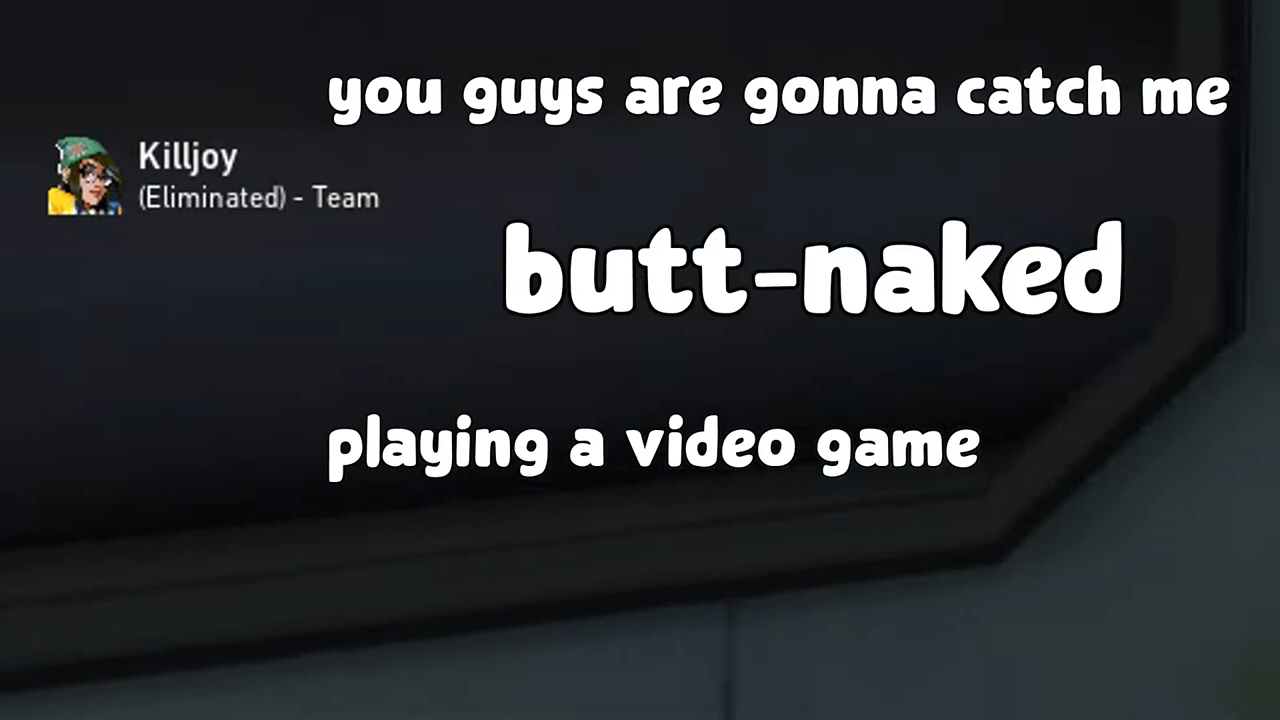 you guys are gonna catch me
Killjoy
(Eliminated) - Team
butt-naked
playing a video game